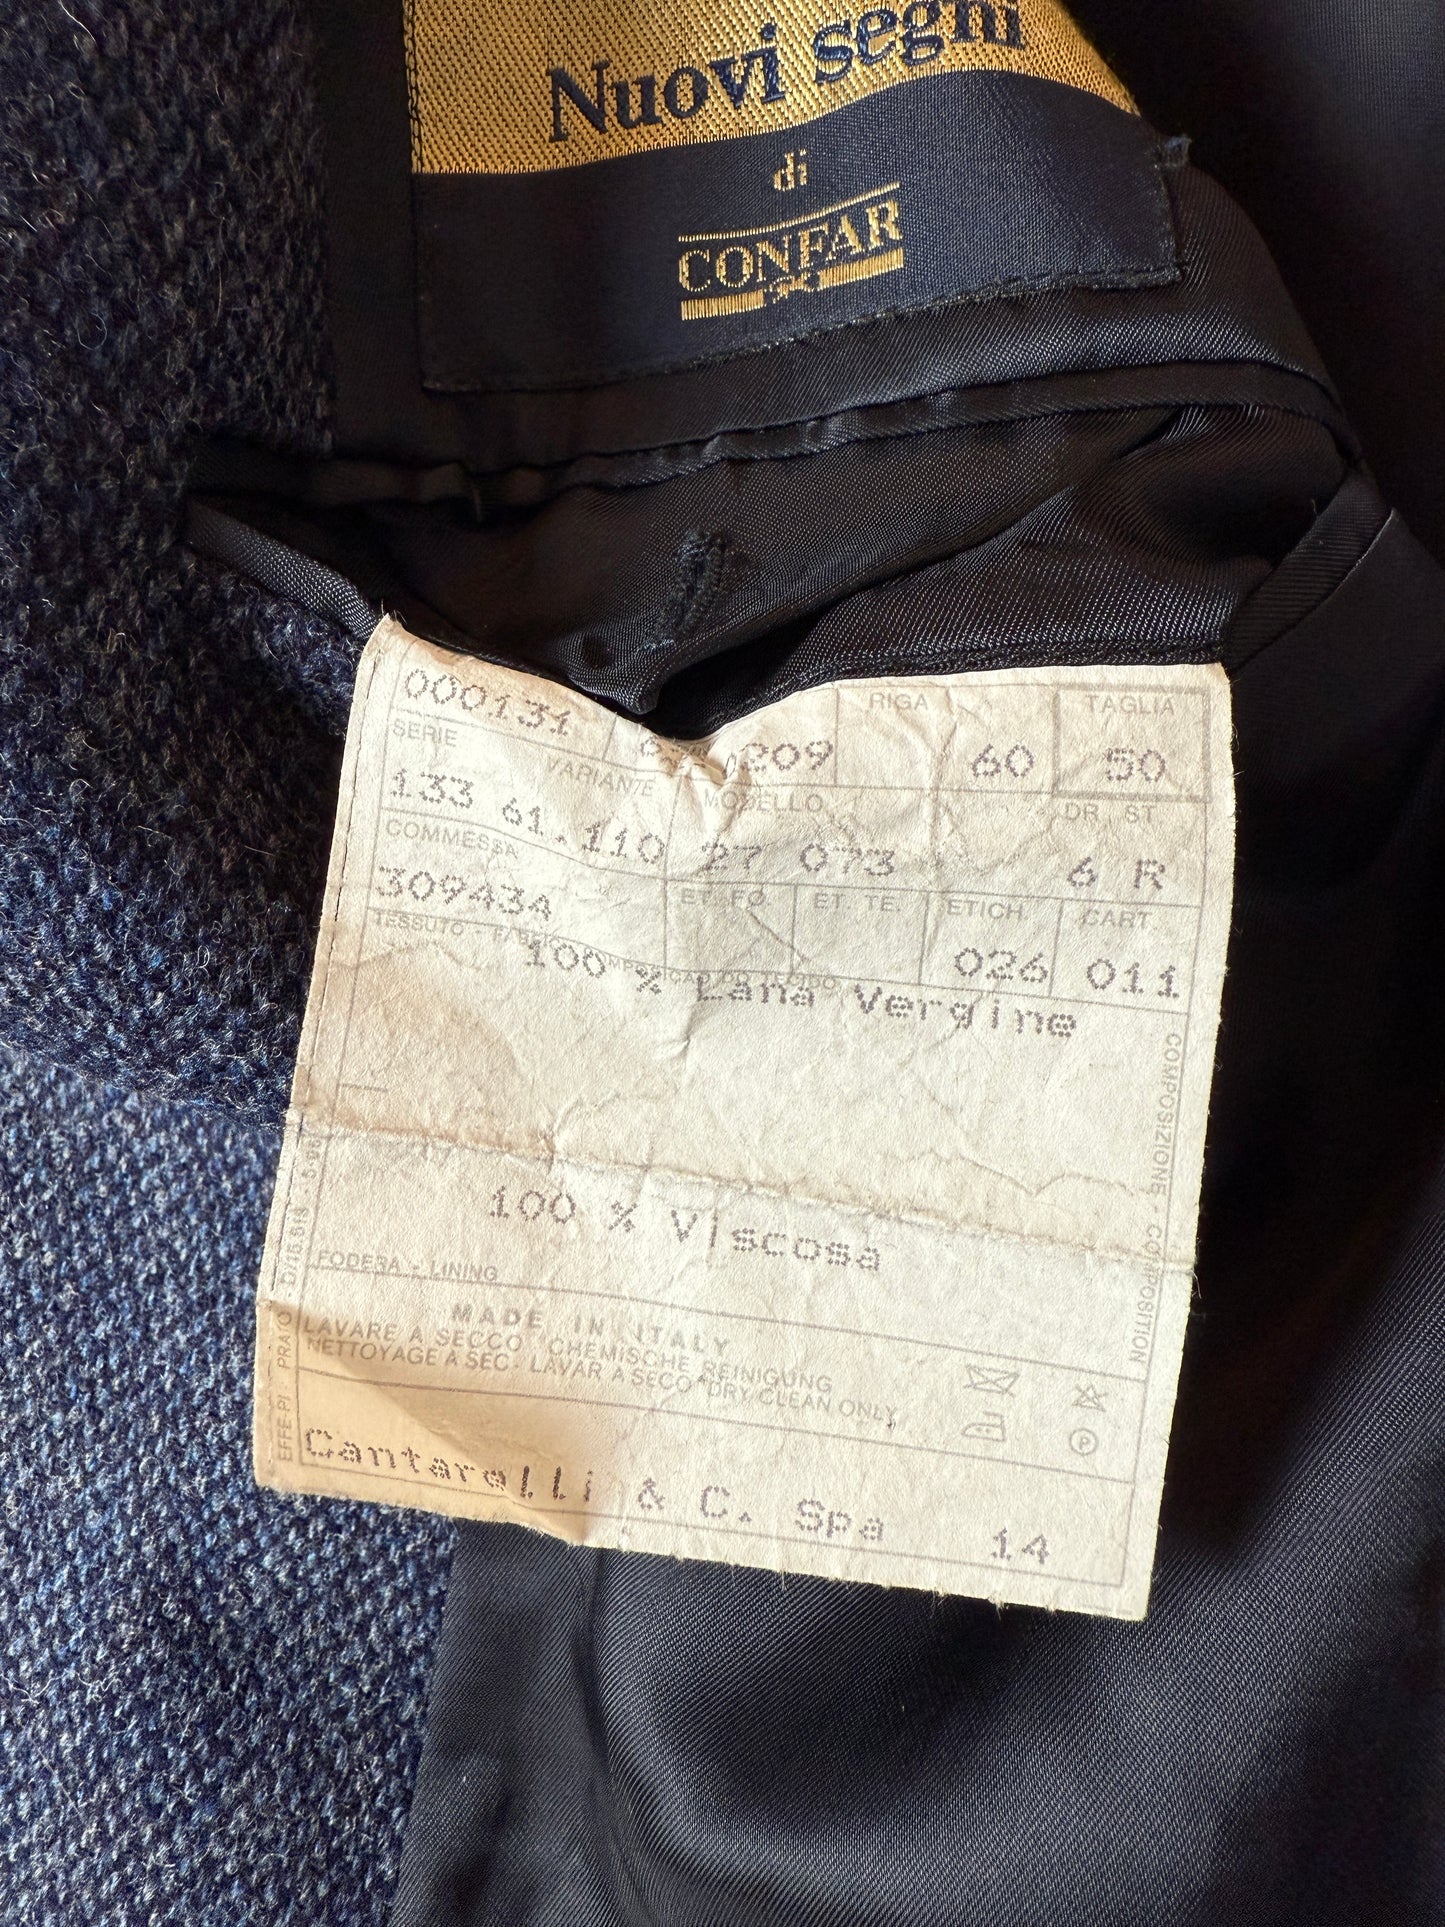 Nuovi segni
di
CONFAR
000131 209 RIGA 60 TAGLIA 50
SERIE VARIANTE MODELLO DR. ST.
133 61.110 27 073 6 R
COMMESSA ET. FO. ET. TE. ETICH. CART.
309434 026 011
TESSUTO -
100 % Lana Vergine
COMPOSIZIONE - COMPOSITION
100 % Viscosa
FODERA - LINING
MADE IN ITALY
LAVARE A SECCO - CHEMISCHE REINIGUNG
NETTOYAGE A SEC - LAVAR A SECO - DRY CLEAN ONLY
P
Cantarelli & C. Spa 14
EFFE-PI - PRATO -